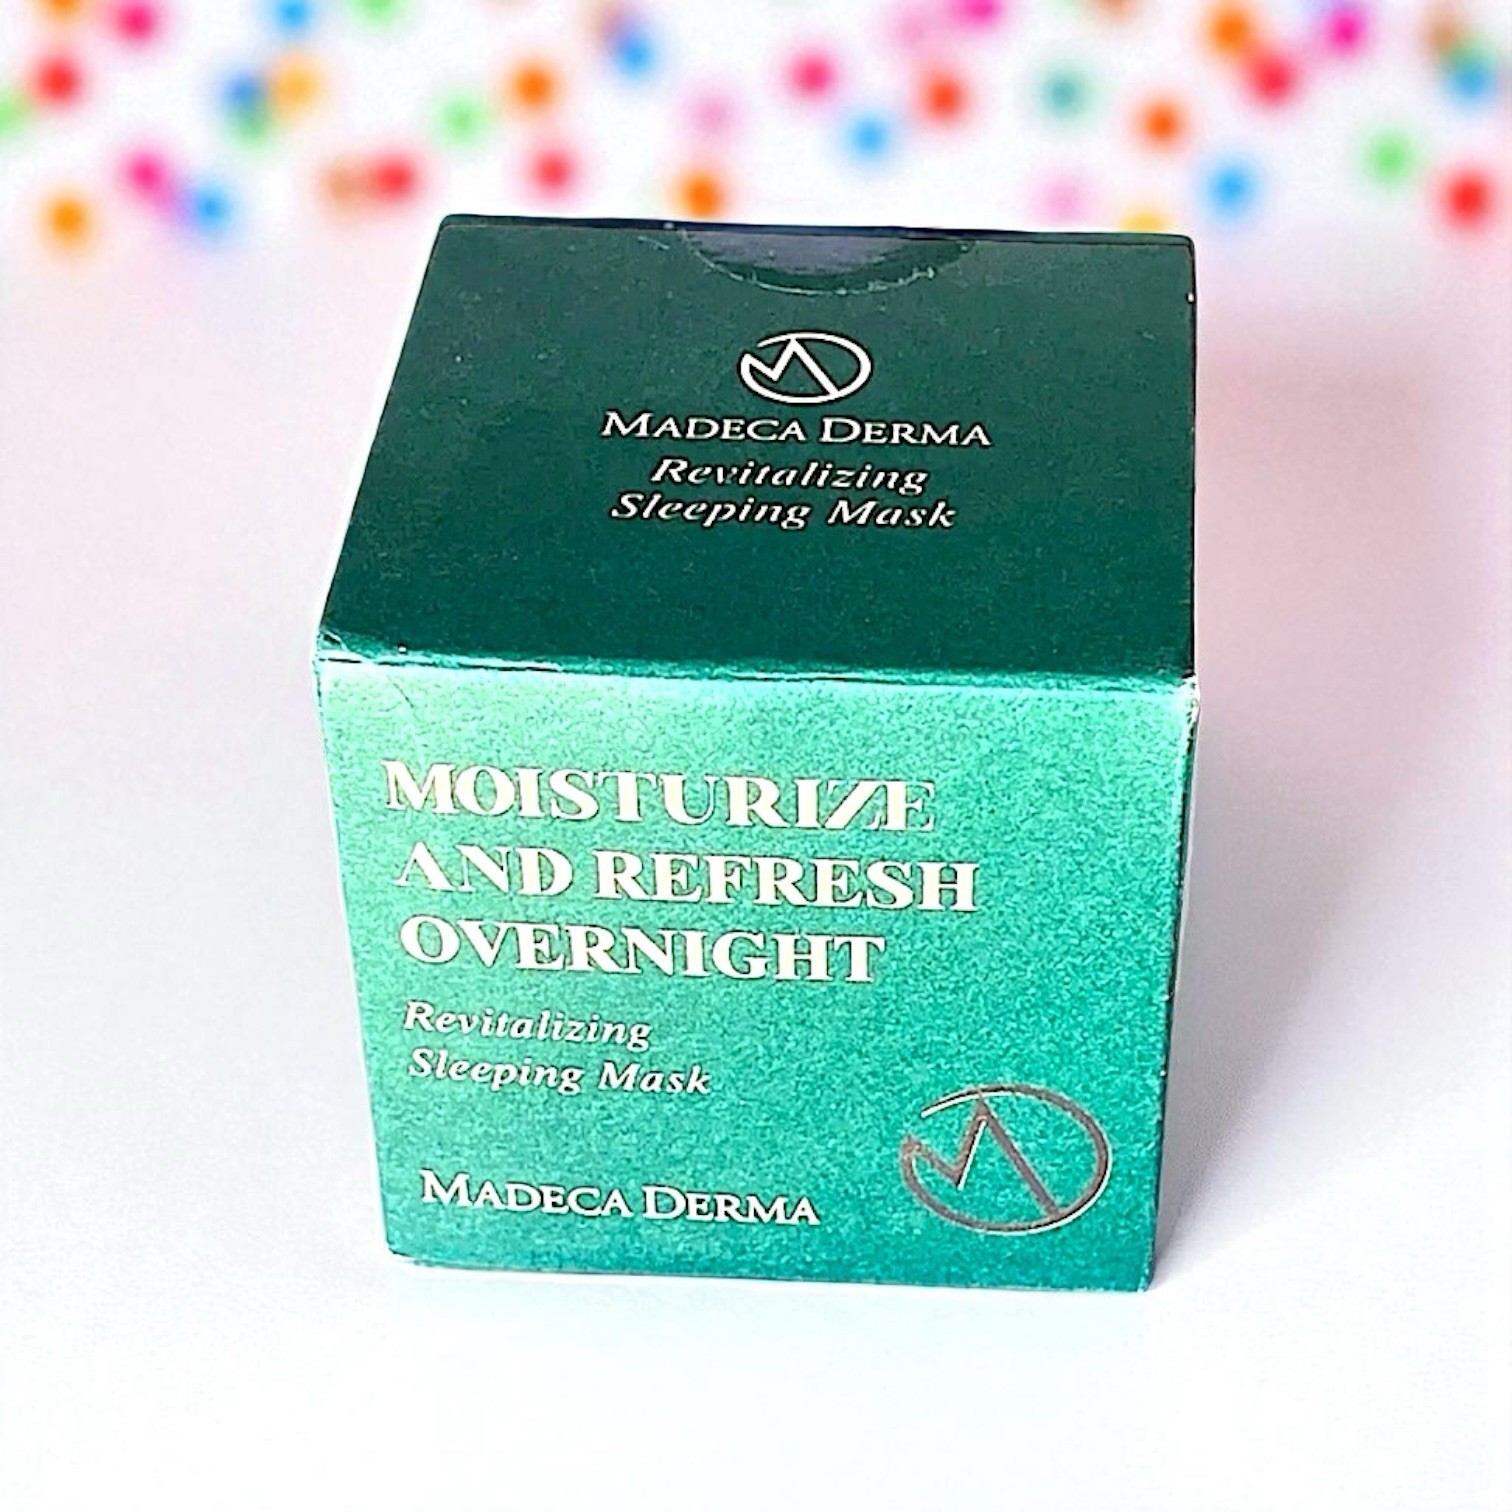 MADECA DERMA
Revitalizing
Sleeping Mask
MOISTURIZE
AND REFRESH
OVERNIGHT
Revitalizing
Sleeping Mask
MADECA DERMA